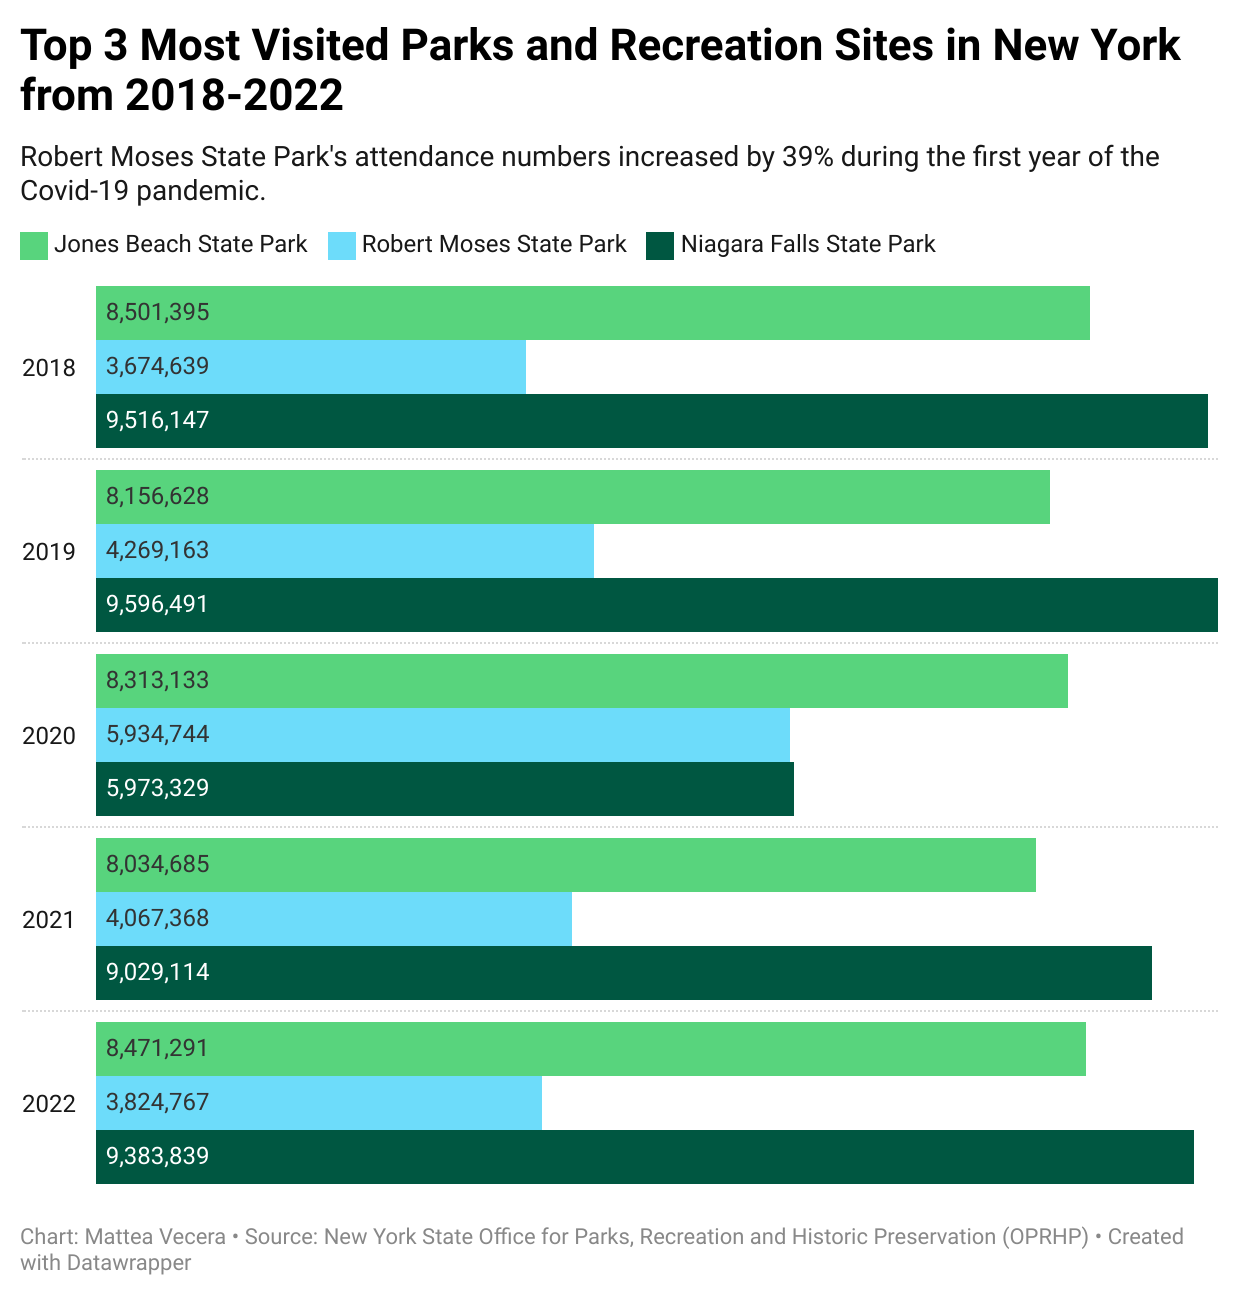 Top 3 Most Visited Parks and Recreation Sites in New York
from 2018-2022
Robert Moses State Park's attendance numbers increased by 39% during the first year of the
Covid-19 pandemic.
Jones Beach State Park Robert Moses State Park Niagara Falls State Park
2018
8,501,395
3,674,639
9,516,147
2019
8,156,628
4,269,163
9,596,491
2020
8,313,133
5,934,744
5,973,329
2021
8,034,685
4,067,368
9,029,114
2022
8,471,291
3,824,767
9,383,839
Chart: Mattea Vecera • Source: New York State Office for Parks, Recreation and Historic Preservation (OPRHP) • Created
with Datawrapper